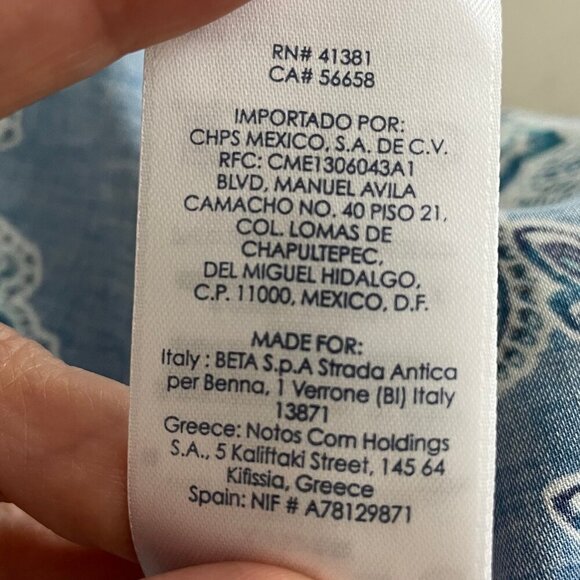 RN# 41381
CA# 56658
IMPORTADO POR:
CHPS MEXICO, S.A. DE C.V.
RFC: CME1306043A1
BLVD, MANUEL AVILA
CAMACHO NO. 40 PISO 21,
COL. LOMAS DE
CHAPULTEPEC,
DEL MIGUEL HIDALGO,
C.P. 11000, MEXICO, D.F.
MADE FOR:
Italy : BETA S.p.A Strada Antica
per Benna, 1 Verrone (BI) Italy
13871
Greece: Notos Com Holdings
S.A., 5 Kaliftaki Street, 145 64
Kifissia, Greece
Spain: NIF # A78129871